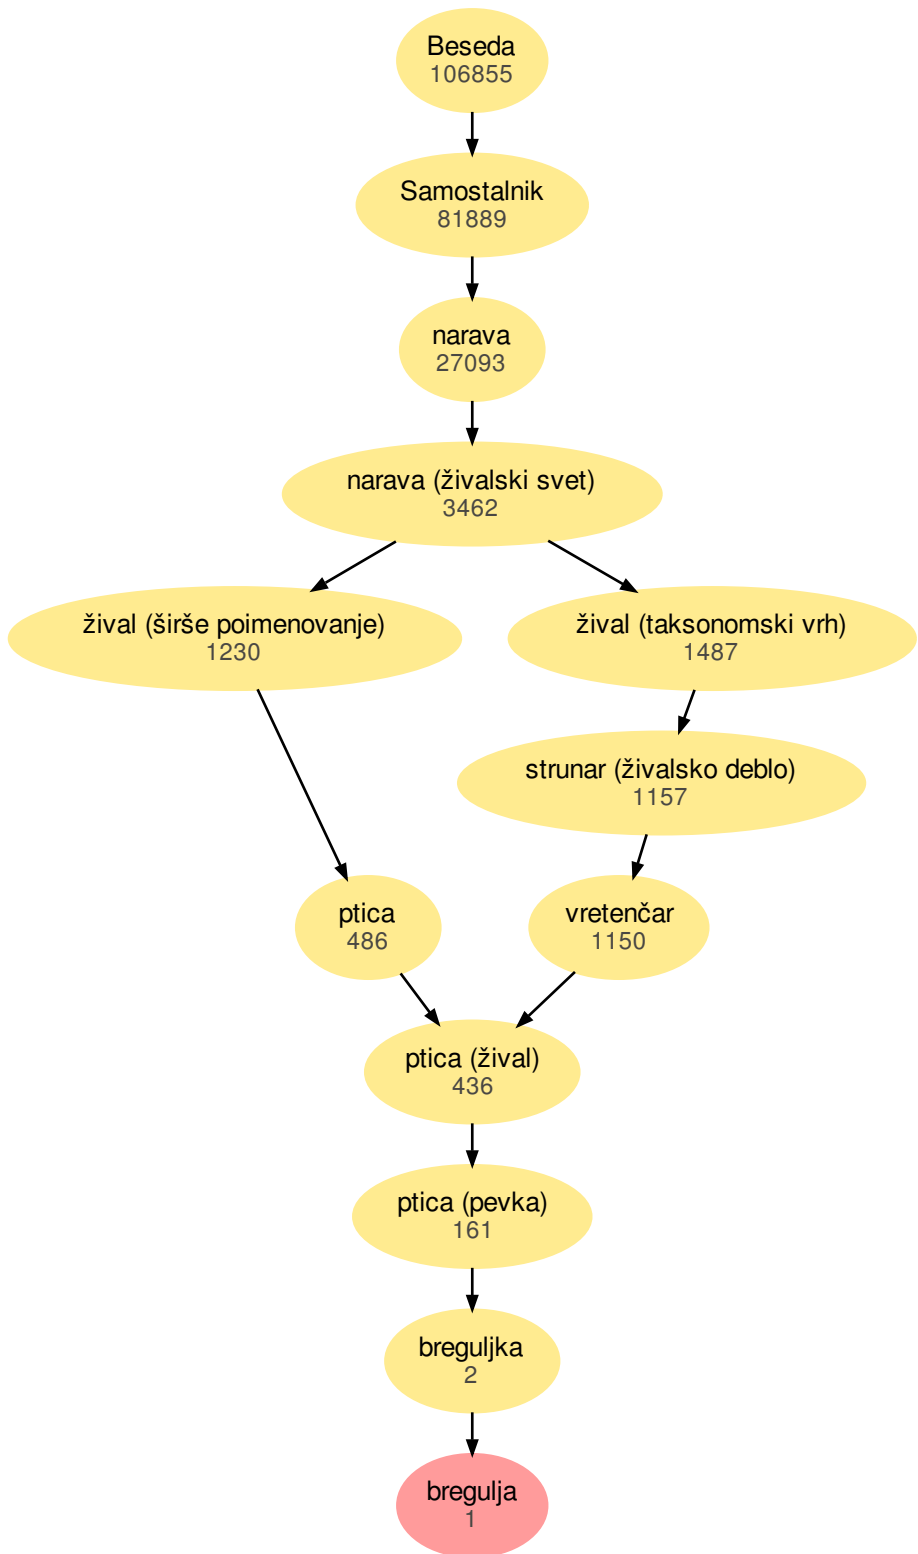 Beseda
106855
Samostalnik
81889
narava
27093
narava (živalski svet)
3462
žival (širše poimenovanje)
1230
žival (taksonomski vrh)
1487
strunar (živalsko deblo)
1157
ptica
486
vretenčar
1150
ptica (žival)
436
ptica (pevka)
161
breguljka
2
bregulja
1